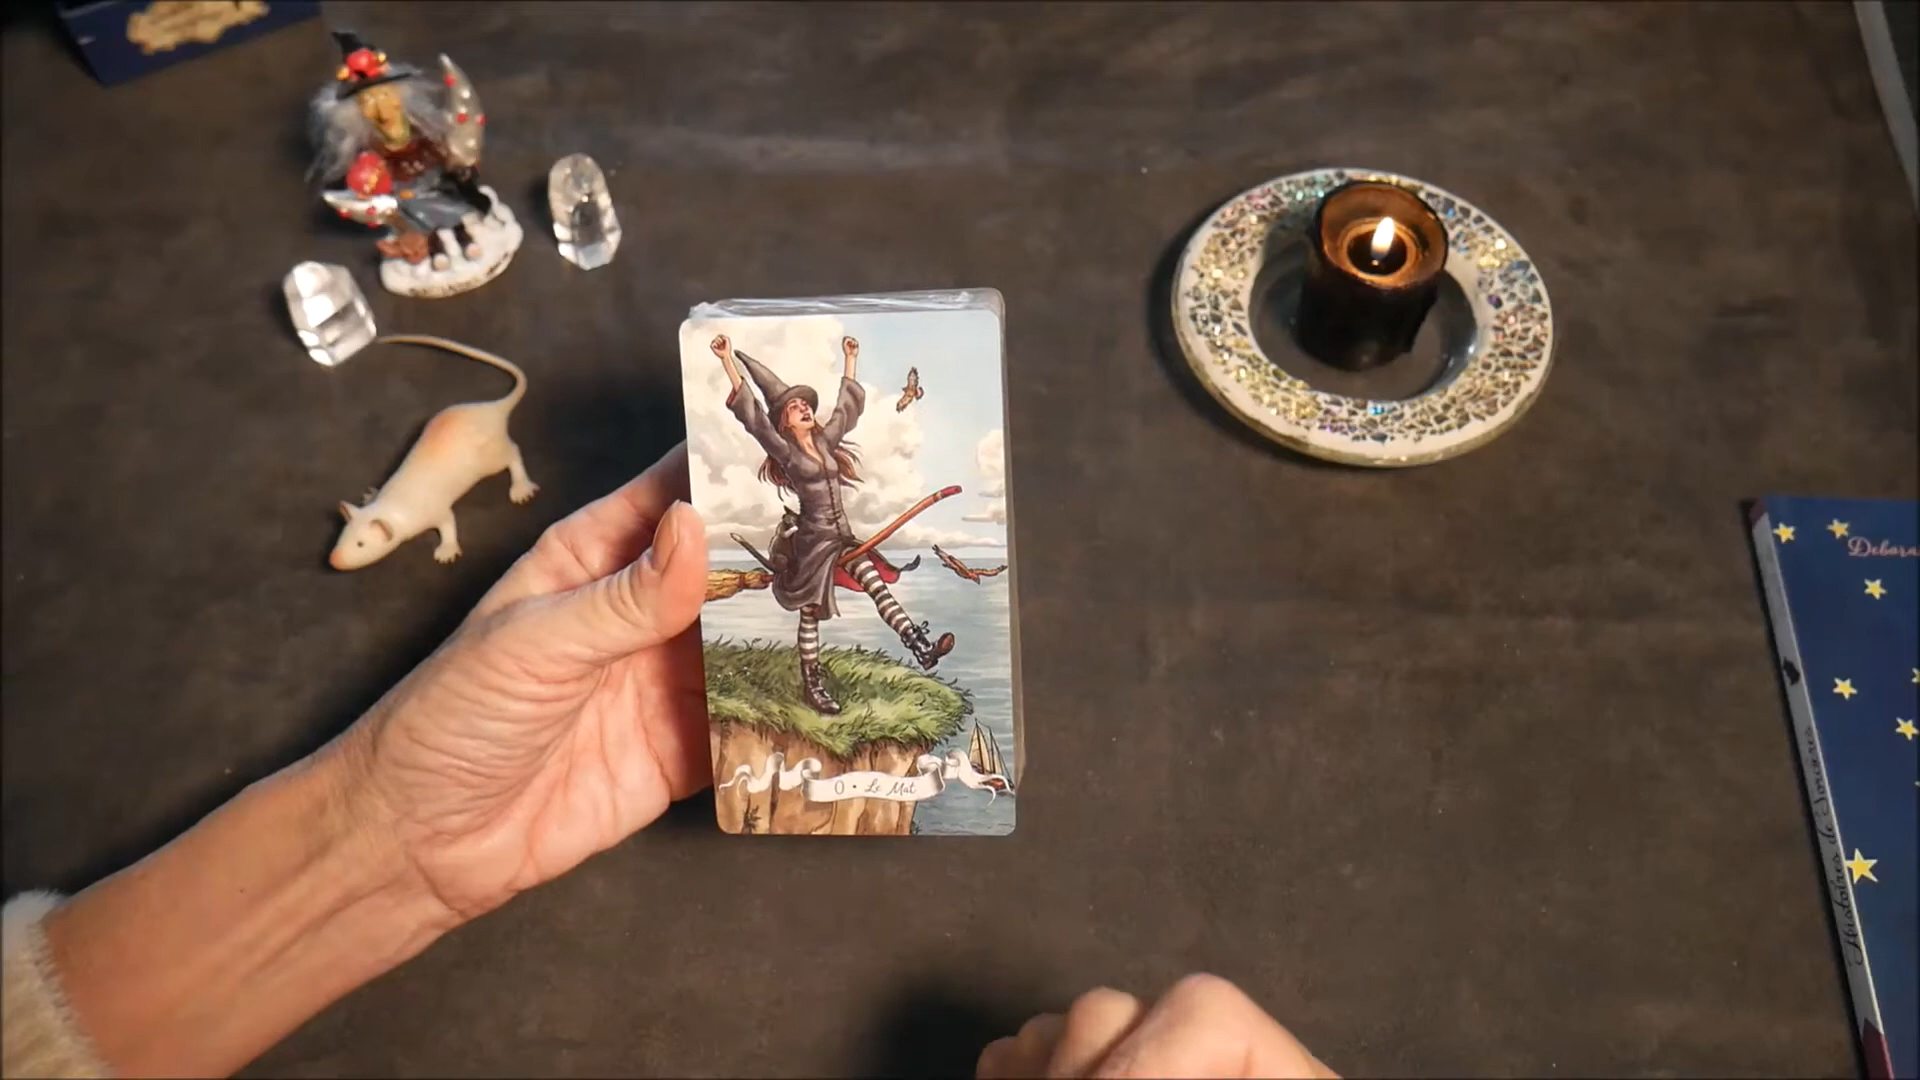 Debora
0 • Le Mat
Histoires de Sorcières